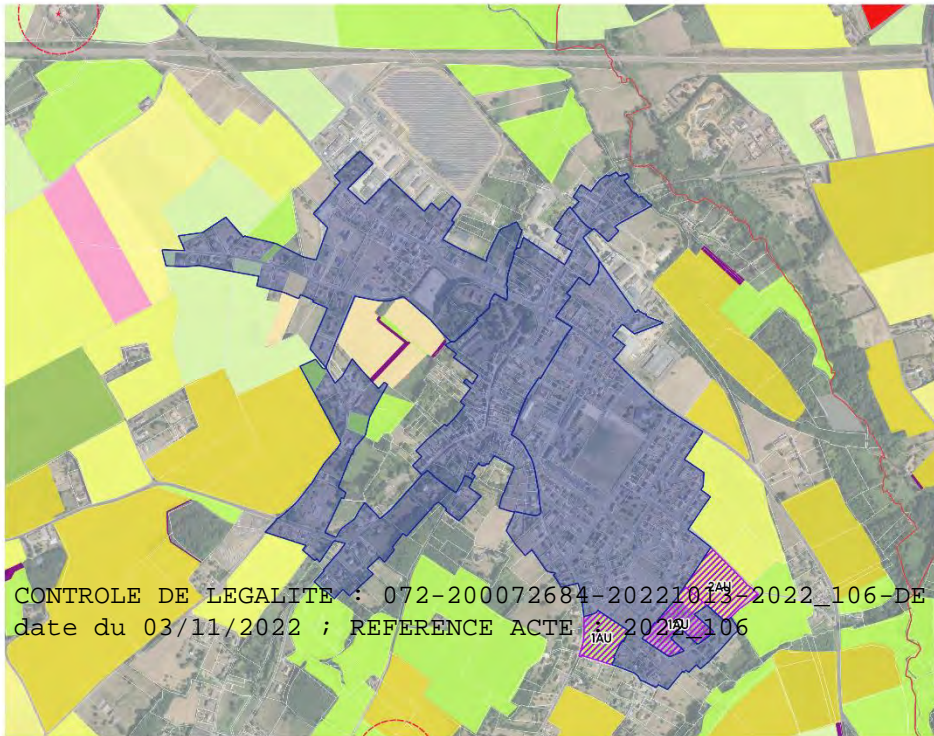 CONTROLE DE LEGALITE : 072-200072684-20221013-2022_106-DE
date du 03/11/2022 ; REFERENCE ACTE : 2022_106
2AU
1AU
1AU